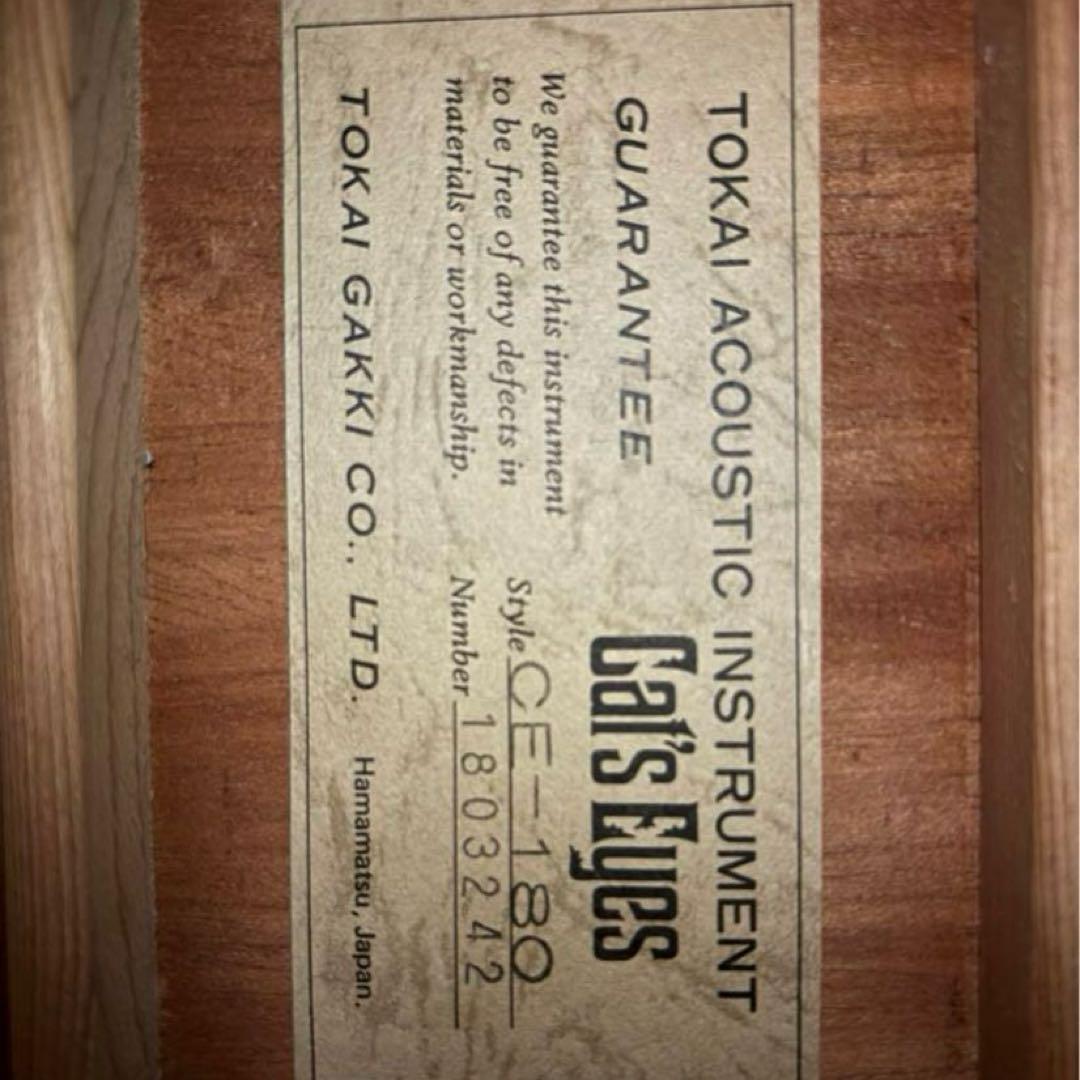 TOKAI ACOUSTIC INSTRUMENT
GUARANTEE
Cat's Eyes
We guarantee this instrument
to be free of any defects in
materials or workmanship.
Style CE-180
Number 1803242
TOKAI GAKKI CO., LTD. Hamamatsu, Japan.